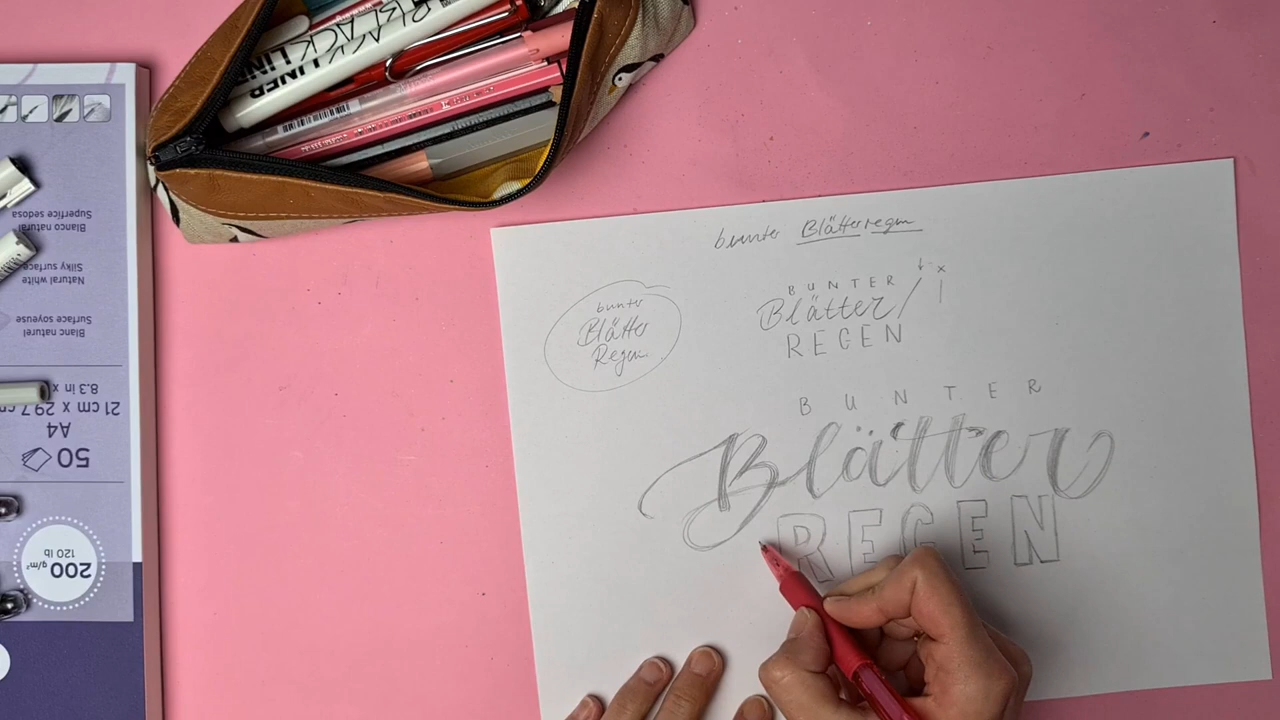 BLACK LINER
bunter Blätterregen
bunter
Blätter
Regen
BUNTER
Blätter
REGEN
x
BUNTER
Blätter
REGEN
Superfice sedosa
Blanco natural
Silky surface
Natural white
Surface soyeuse
Blanc naturel
8.3 in x
21 cm x 29.7 cm
A4
50
200 g/m²
120 lb